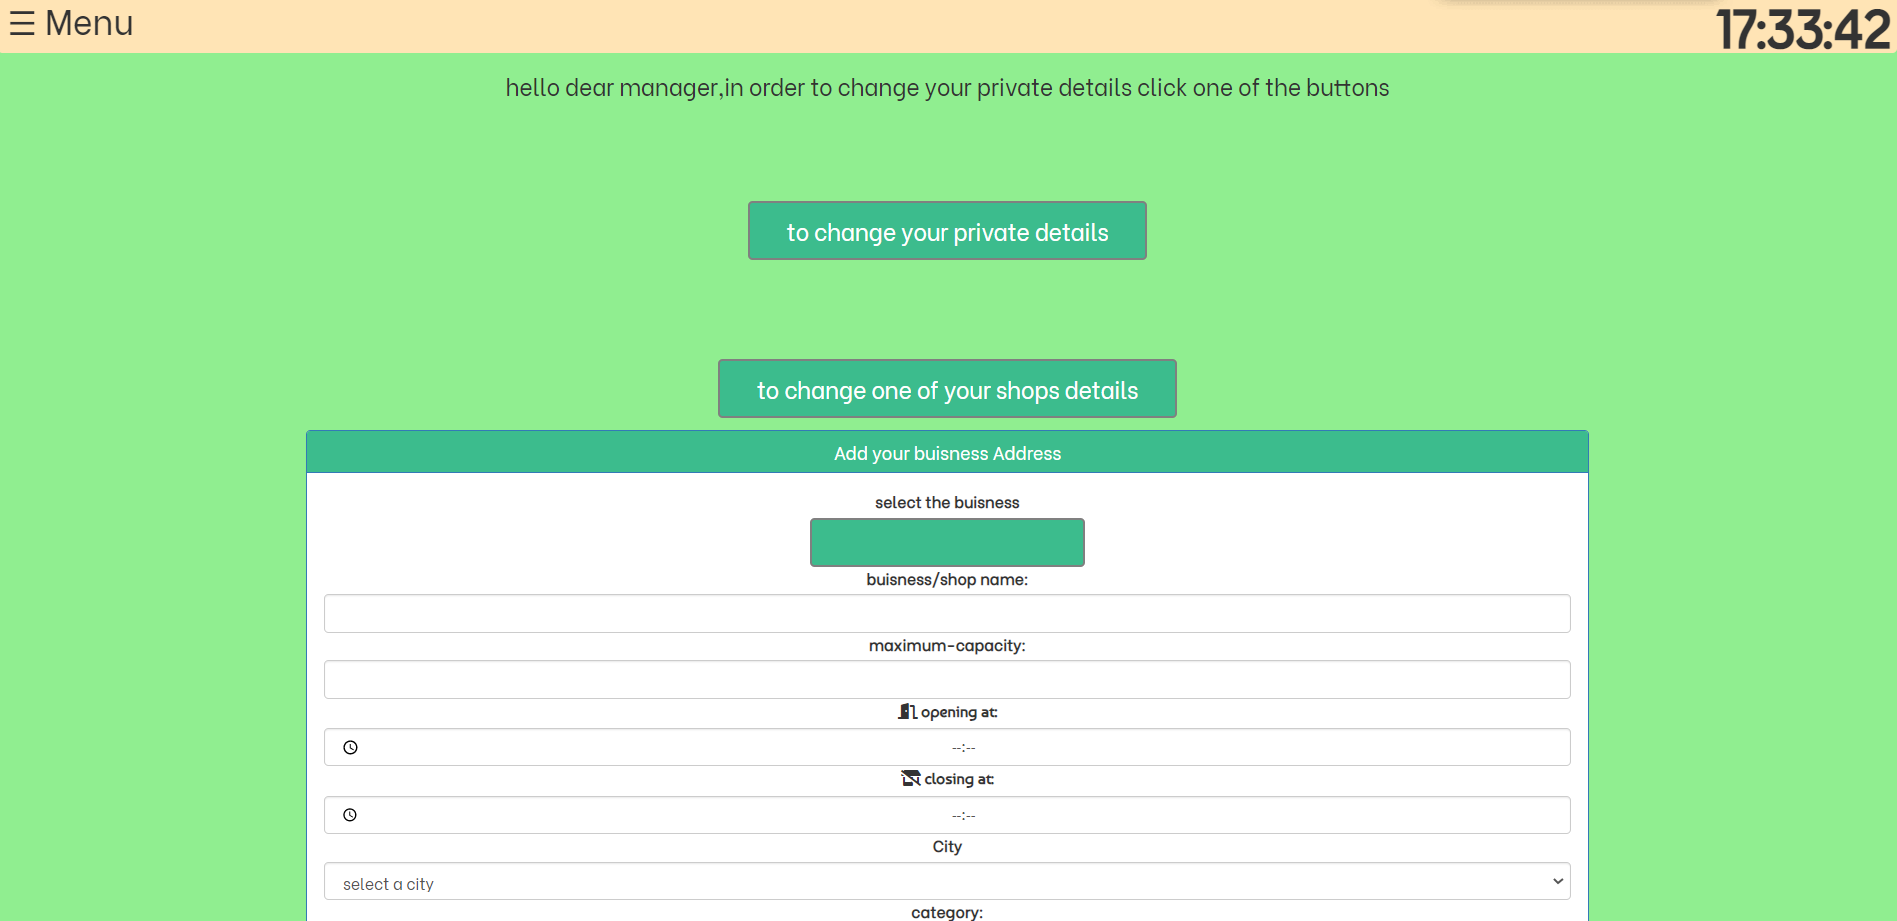 ☰ Menu
17:33:42
hello dear manager,in order to change your private details click one of the buttons
to change your private details
to change one of your shops details
Add your buisness Address
select the buisness
buisness/shop name:
maximum-capacity:
opening at:
--:--
closing at:
--:--
City
select a city
category: